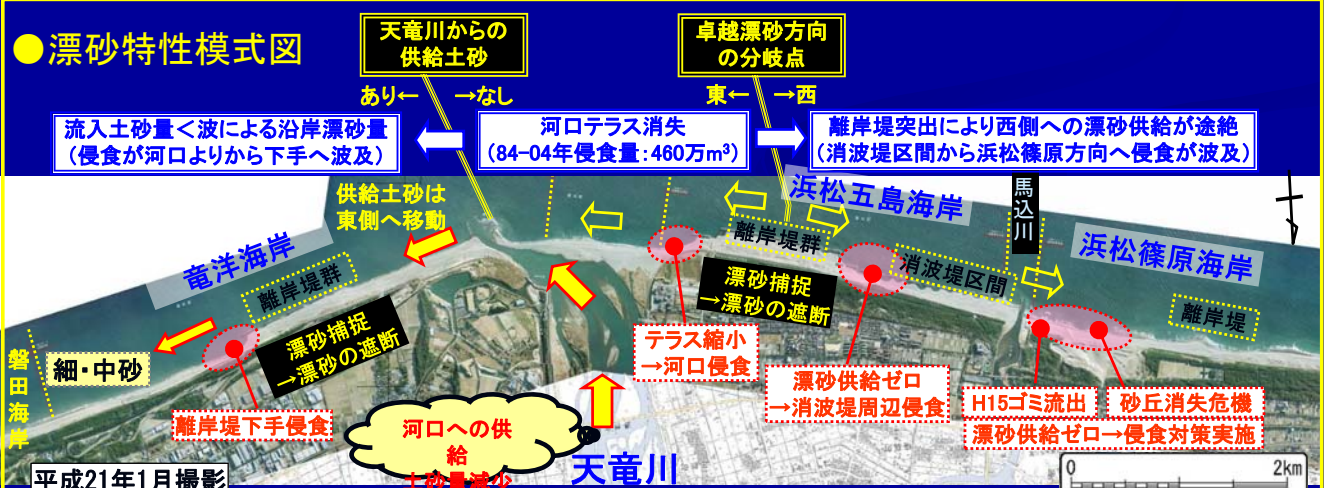 ●漂砂特性模式図
天竜川からの
供給土砂
あり← →なし
卓越漂砂方向
の分岐点
東← →西
流入土砂量＜波による沿岸漂砂量
（侵食が河口よりから下手へ波及）
河口テラス消失
（84-04年侵食量：460万m³）
離岸堤突出により西側への漂砂供給が途絶
（消波堤区間から浜松篠原方向へ侵食が波及）
供給土砂は
東側へ移動
竜洋海岸
離岸堤群
漂砂捕捉
→漂砂の遮断
細・中砂
磐田海岸
離岸堤下手侵食
平成21年1月撮影
河口への供
給
土砂量減少
天竜川
離岸堤群
漂砂捕捉
→漂砂の遮断
テラス縮小
→河口侵食
浜松五島海岸
消波堤区間
漂砂供給ゼロ
→消波堤周辺侵食
馬込川
浜松篠原海岸
離岸堤
H15ゴミ流出
砂丘消失危機
漂砂供給ゼロ→侵食対策実施
0 2km